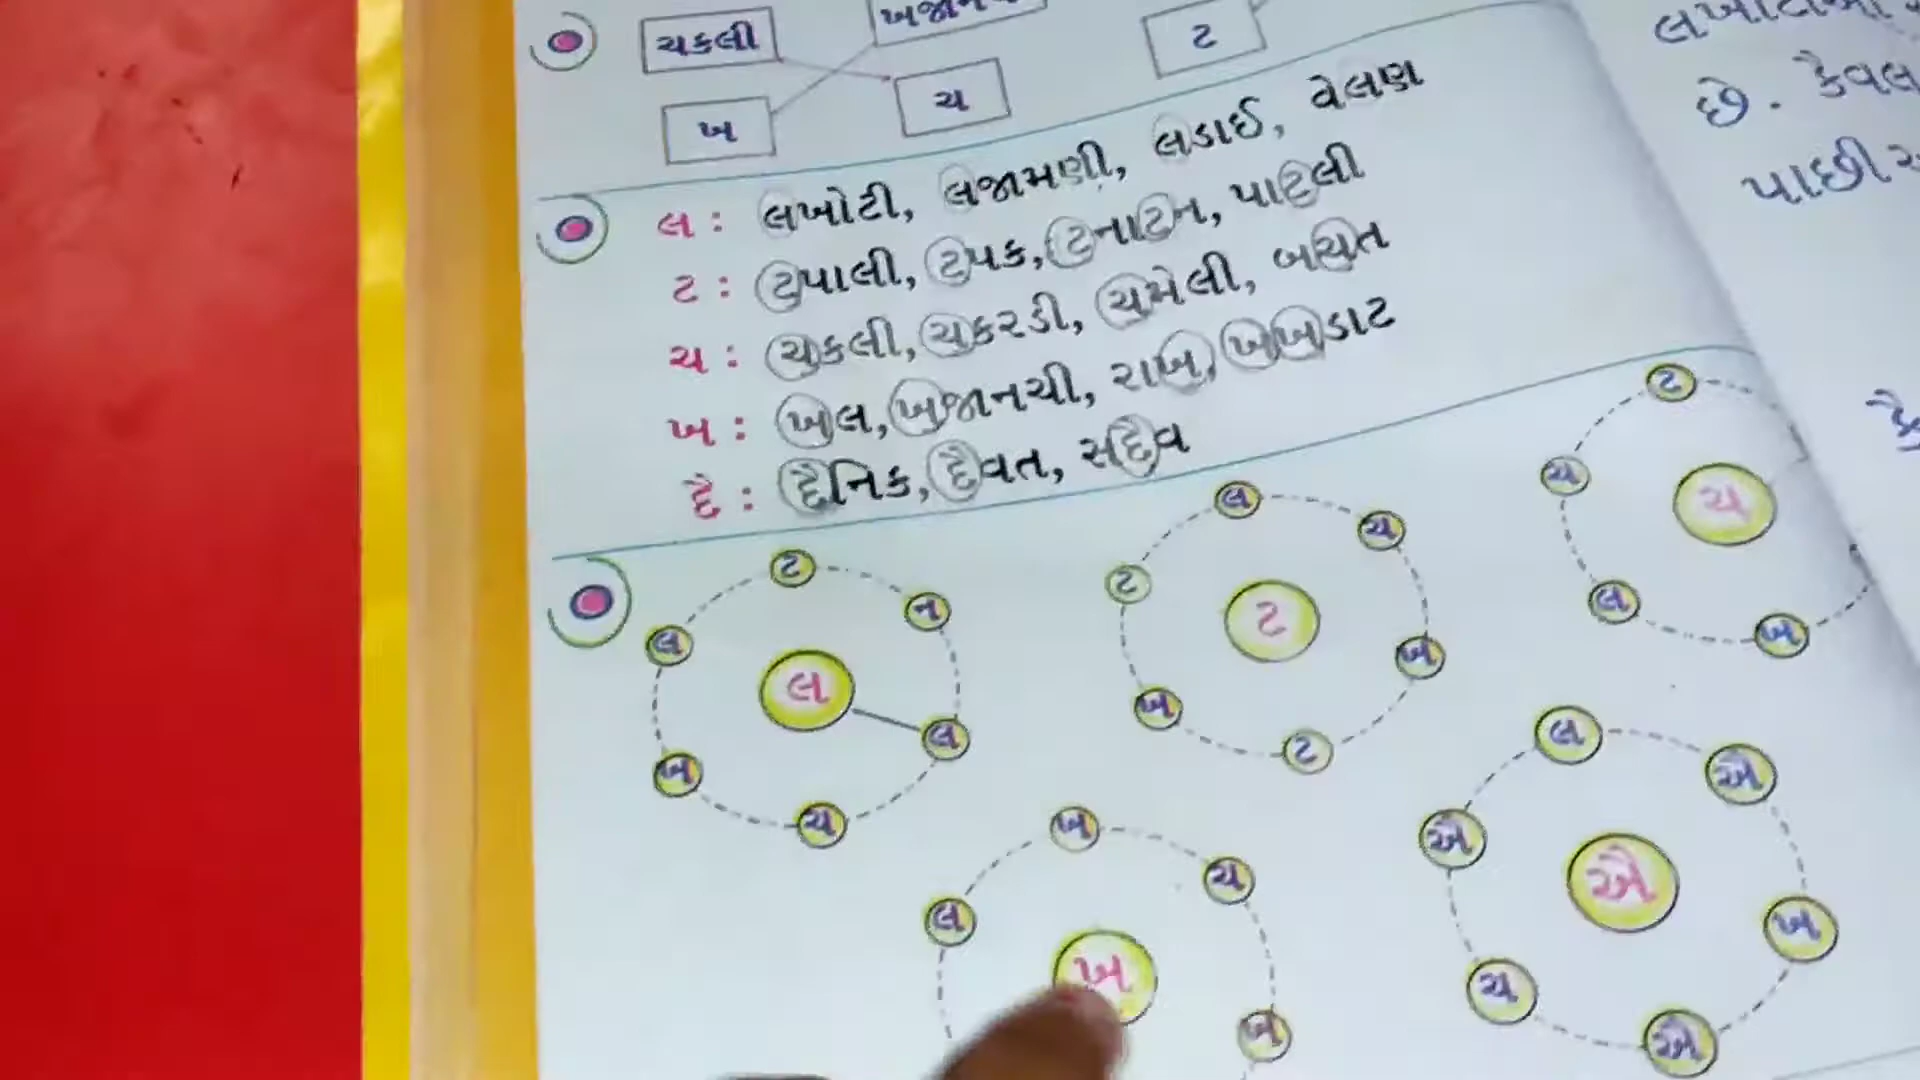 ચકલી
ટ
ખ
ચ
લ : લખોટી, લજામણી, લડાઈ, વેલણ
ટ : ટપાલી, ટપક, ટનાટન, પાટલી
ચ : ચકલી, ચકરડી, ચમેલી, બચત
ખ : ખલ, ખજાનચી, રાખ, ખખડાટ
દૈ : દૈનિક, દૈવત, સદૈવ
ટ
ન
લ
લ
લ
ખ
ચ
લ
ચ
ટ
ટ
ખ
ખ
ટ
ટ
ચ
ચ
લ
ખ
ખ
ચ
લ
ખ
ખ
લ
ઐ
ઐ
ઐ
ખ
ચ
ઐ
છે. કેવલ